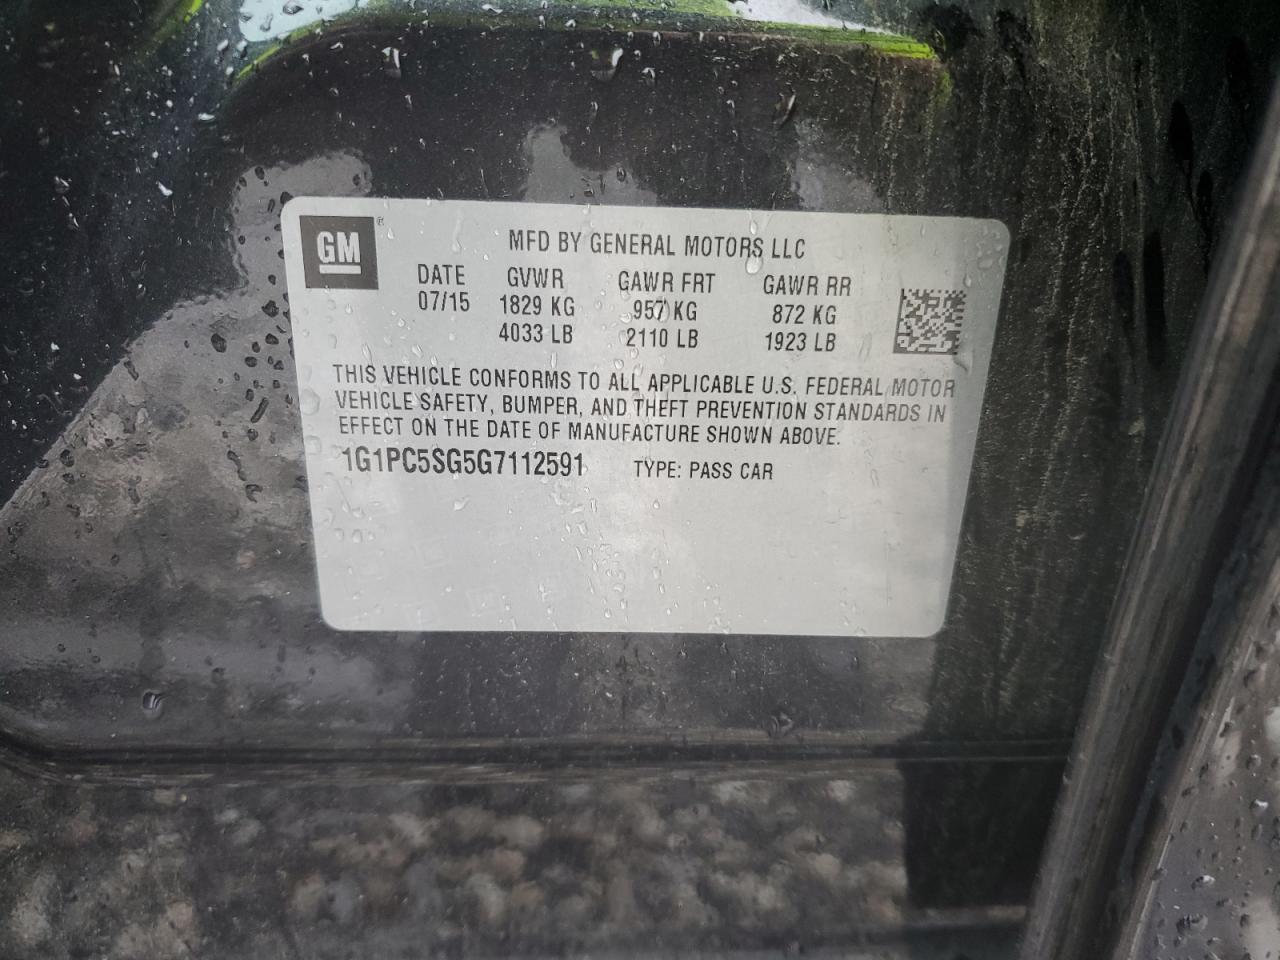 GM ®
MFD BY GENERAL MOTORS LLC
DATE GVWR GAWR FRT GAWR RR
07/15 1829 KG 957 KG 872 KG
4033 LB 2110 LB 1923 LB
THIS VEHICLE CONFORMS TO ALL APPLICABLE U.S. FEDERAL MOTOR
VEHICLE SAFETY, BUMPER, AND THEFT PREVENTION STANDARDS IN
EFFECT ON THE DATE OF MANUFACTURE SHOWN ABOVE.
1G1PC5SG5G7112591 TYPE: PASS CAR